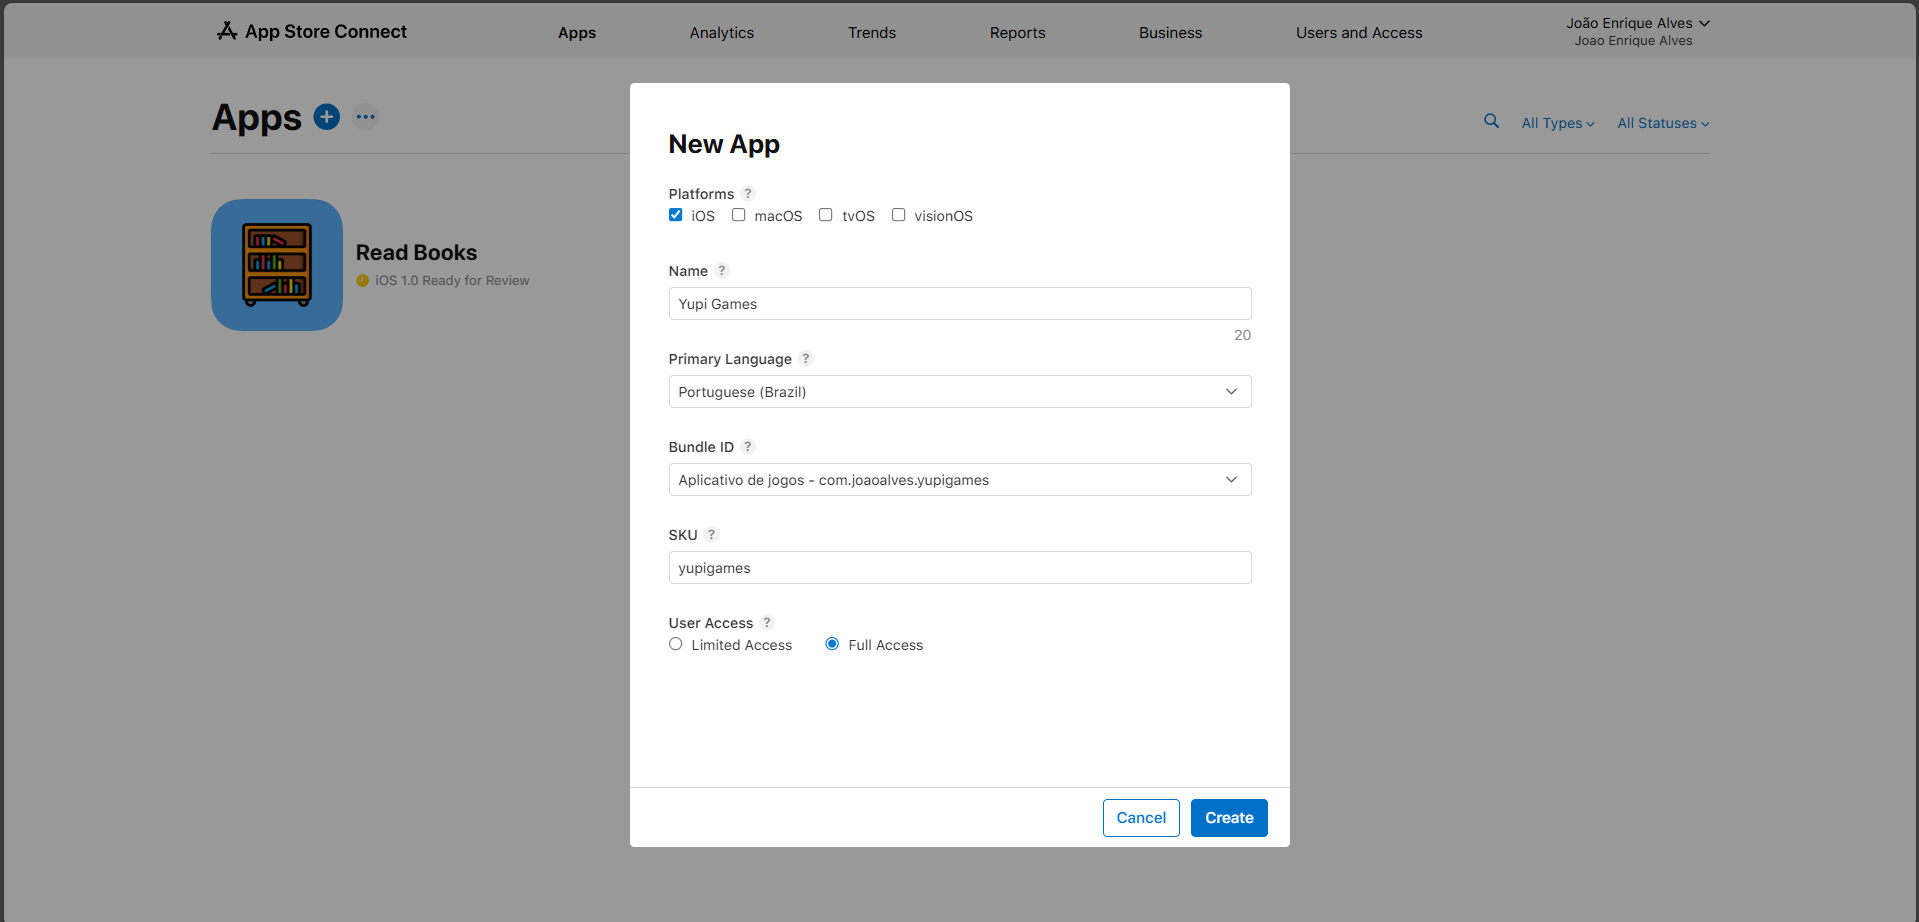 App Store Connect
Apps
Analytics
Trends
Reports
Business
Users and Access
João Enrique Alves
Joao Enrique Alves
Apps
All Types
All Statuses
Read Books
iOS 1.0 Ready for Review
New App
Platforms ?
iOS macOS tvOS visionOS
Name ?
Yupi Games
20
Primary Language ?
Portuguese (Brazil)
Bundle ID ?
Aplicativo de jogos - com.joaoalves.yupigames
SKU ?
yupigames
User Access ?
Limited Access Full Access
Cancel Create